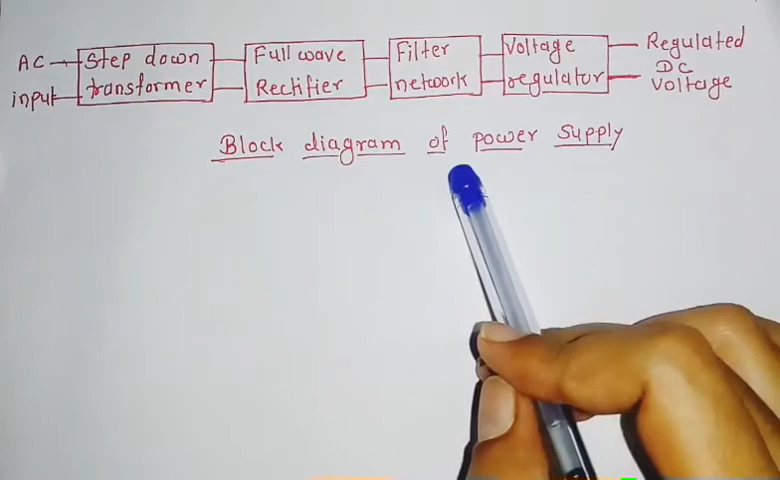 AC input
Step down transformer
Full wave Rectifier
Filter network
Voltage regulator
Regulated DC Voltage
Block diagram of power supply